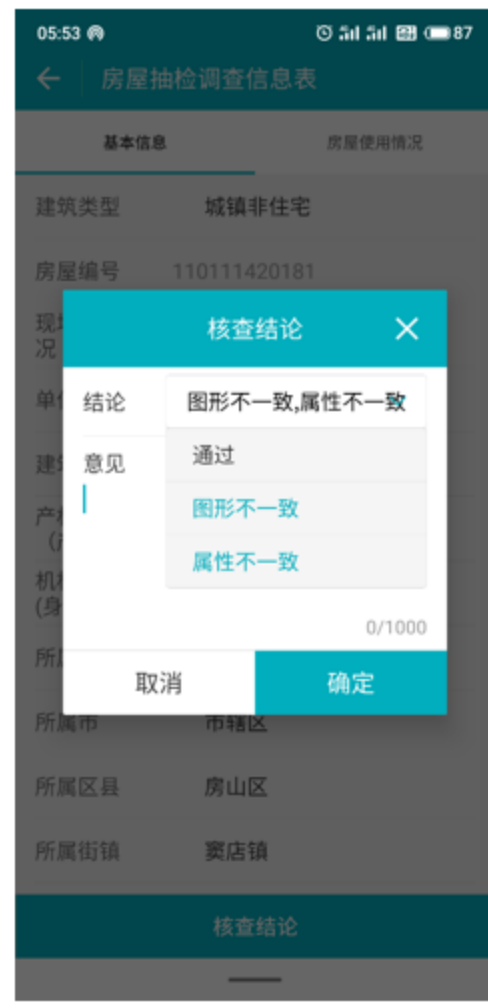 05:53 87
房屋抽检调查信息表
基本信息 房屋使用情况
建筑类型 城镇非住宅
房屋编号 110111420181
核查结论
况
结论 图形不一致,属性不一致
意见 通过
图形不一致
属性不一致
(身
0/1000
取消 确定
所属市 市辖区
所属区县 房山区
所属街镇 窦店镇
核查结论